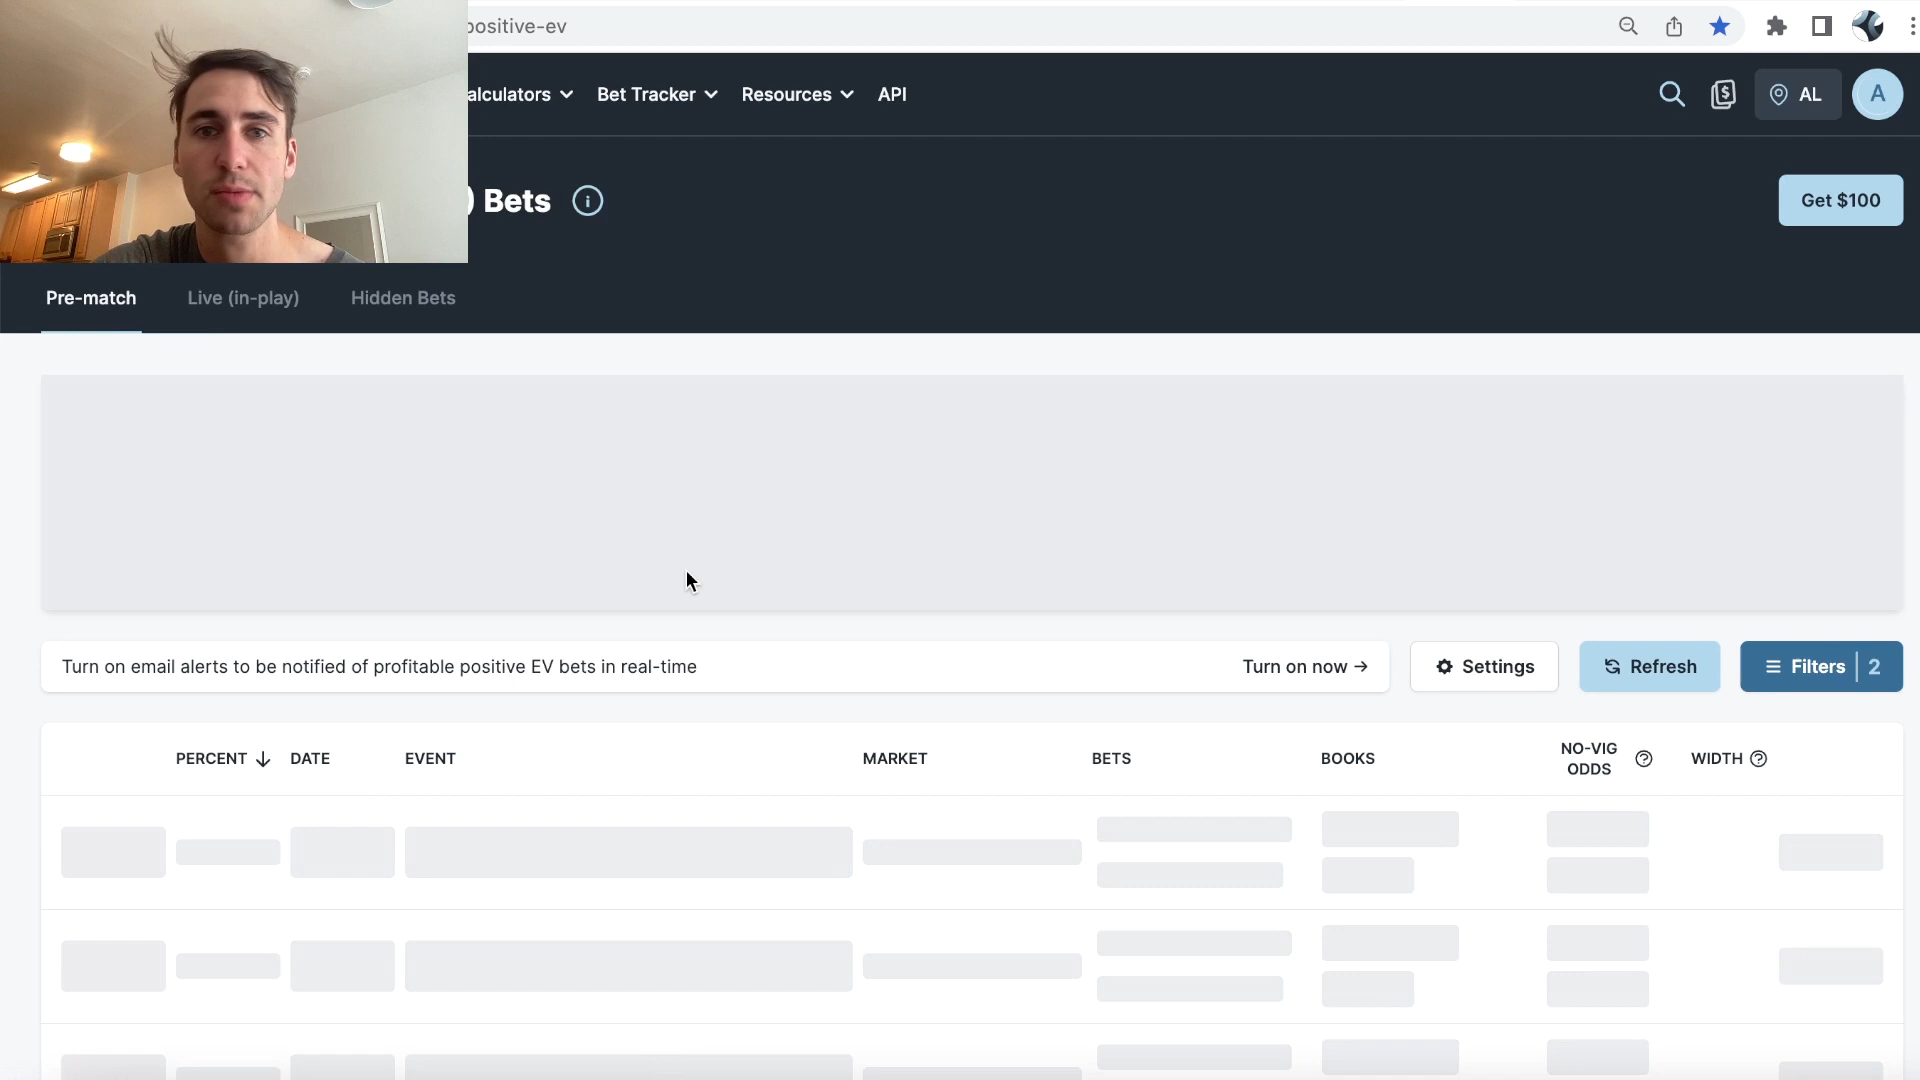 positive-ev
alculators
Bet Tracker
Resources
API
AL
A
) Bets
Get $100
Pre-match
Live (in-play)
Hidden Bets
Turn on email alerts to be notified of profitable positive EV bets in real-time
Turn on now →
Settings
Refresh
Filters | 2
PERCENT ↓
DATE
EVENT
MARKET
BETS
BOOKS
NO-VIG
ODDS
WIDTH